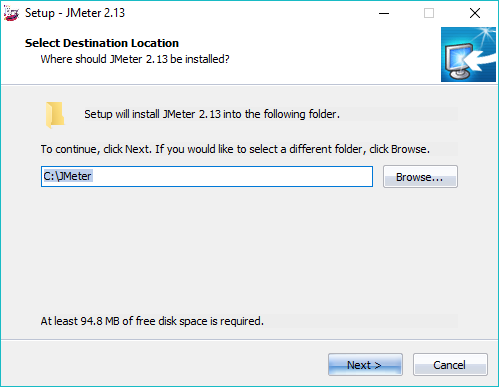 Setup - JMeter 2.13
Select Destination Location
Where should JMeter 2.13 be installed?
Setup will install JMeter 2.13 into the following folder.
To continue, click Next. If you would like to select a different folder, click Browse.
C:\JMeter
Browse...
At least 94.8 MB of free disk space is required.
Next >
Cancel